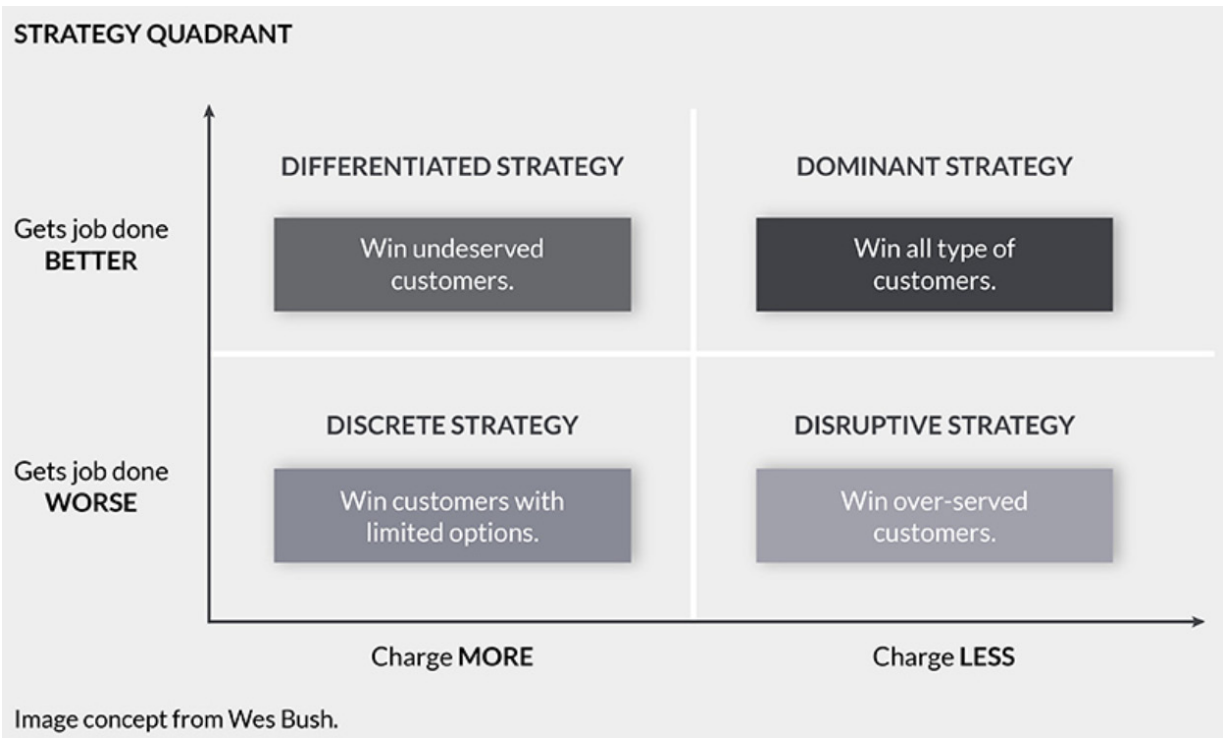 STRATEGY QUADRANT
DIFFERENTIATED STRATEGY
DOMINANT STRATEGY
Gets job done
BETTER
Win undeserved
customers.
Win all type of
customers.
DISCRETE STRATEGY
DISRUPTIVE STRATEGY
Gets job done
WORSE
Win customers with
limited options.
Win over-served
customers.
Charge MORE
Charge LESS
Image concept from Wes Bush.